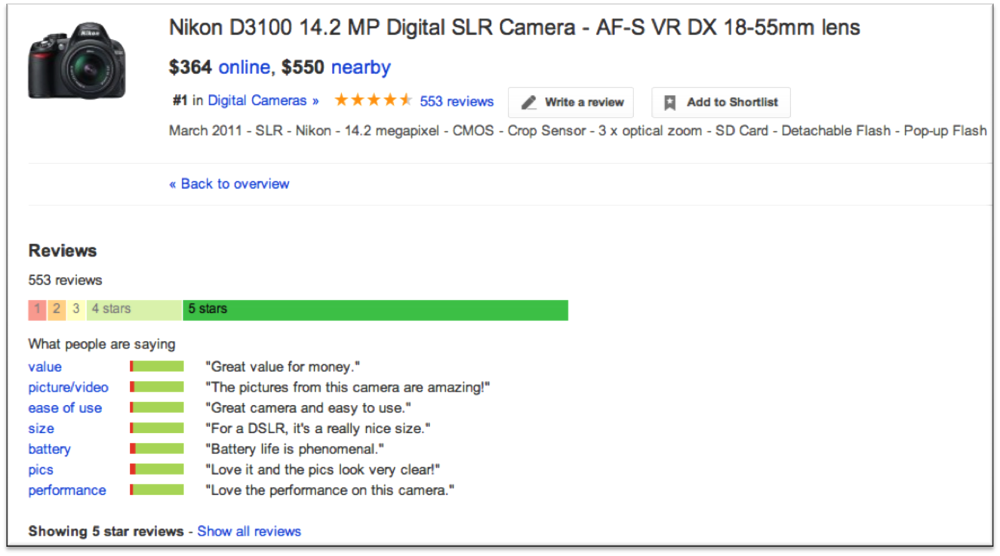 Nikon
Nikon D3100 14.2 MP Digital SLR Camera - AF-S VR DX 18-55mm lens
$364 online, $550 nearby
#1 in Digital Cameras » 553 reviews Write a review Add to Shortlist
March 2011 - SLR - Nikon - 14.2 megapixel - CMOS - Crop Sensor - 3 x optical zoom - SD Card - Detachable Flash - Pop-up Flash
« Back to overview
Reviews
553 reviews
1 2 3 4 stars 5 stars
What people are saying
value "Great value for money."
picture/video "The pictures from this camera are amazing!"
ease of use "Great camera and easy to use."
size "For a DSLR, it's a really nice size."
battery "Battery life is phenomenal."
pics "Love it and the pics look very clear!"
performance "Love the performance on this camera."
Showing 5 star reviews - Show all reviews